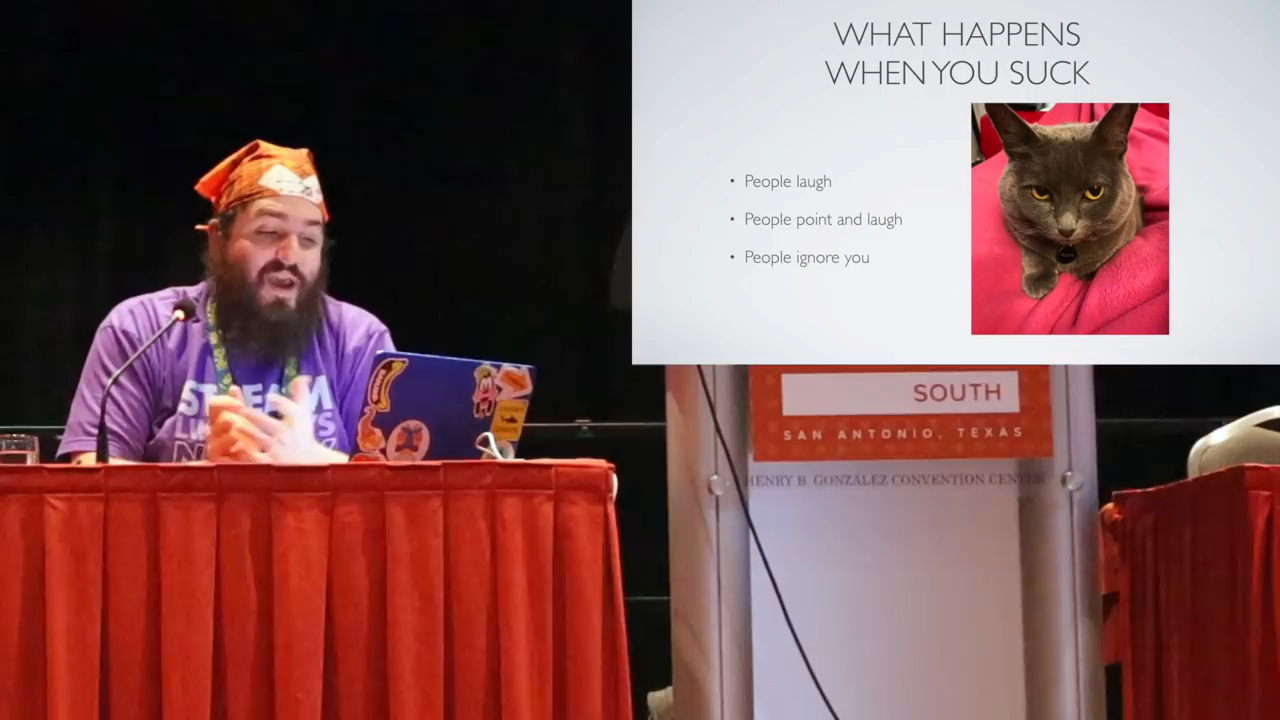 WHAT HAPPENS
WHEN YOU SUCK
• People laugh
• People point and laugh
• People ignore you
SOUTH
SAN ANTONIO, TEXAS
HENRY B. GONZÁLEZ CONVENTION CENTER
STREAM